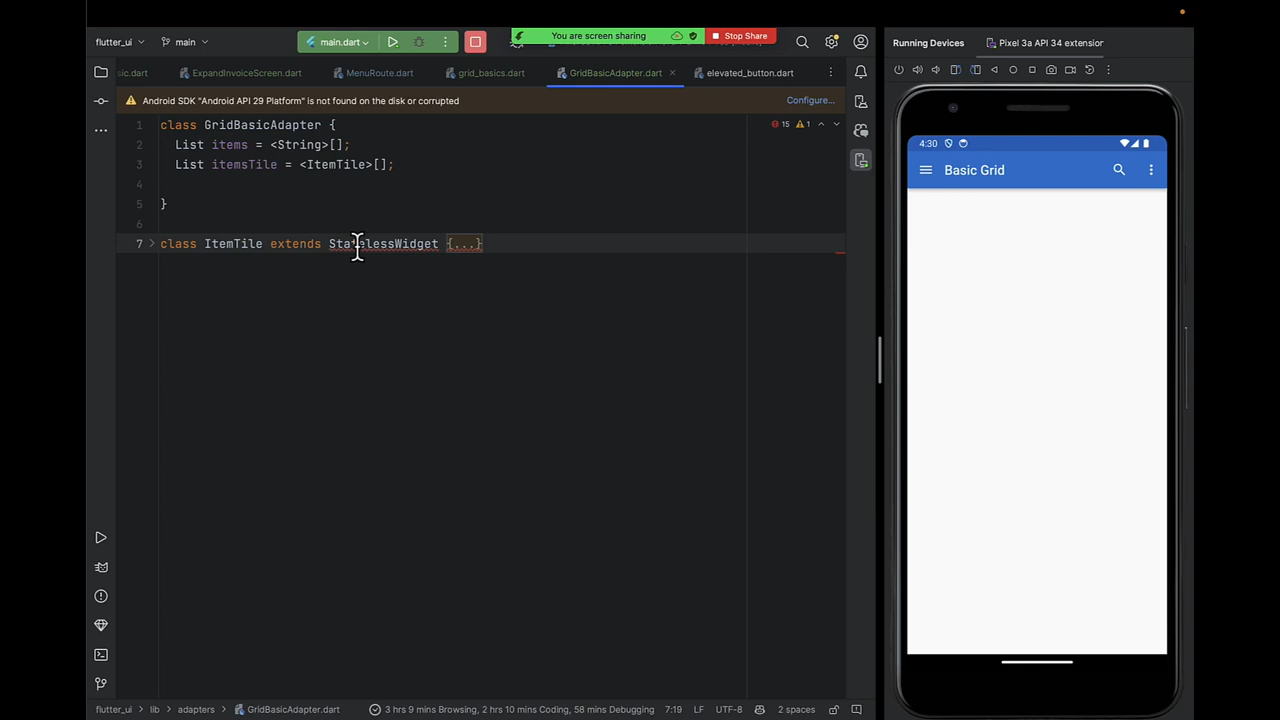 flutter_ui
main
main.dart
You are screen sharing
Stop Share
Running Devices
Pixel 3a API 34 extension
sic.dart
ExpandInvoiceScreen.dart
MenuRoute.dart
grid_basics.dart
GridBasicAdapter.dart
elevated_button.dart
Android SDK "Android API 29 Platform" is not found on the disk or corrupted
Configure...
1 class GridBasicAdapter {
15 1
2 List items = <String>[];
3 List itemsTile = <ItemTile>[];
4
5 }
6
7 class ItemTile extends StatelessWidget {...}
4:30
Basic Grid
flutter_ui > lib > adapters > GridBasicAdapter.dart
3 hr 9 mins Browsing, 2 hr 10 mins Coding, 58 mins Debugging
7:19 LF UTF-8 2 spaces